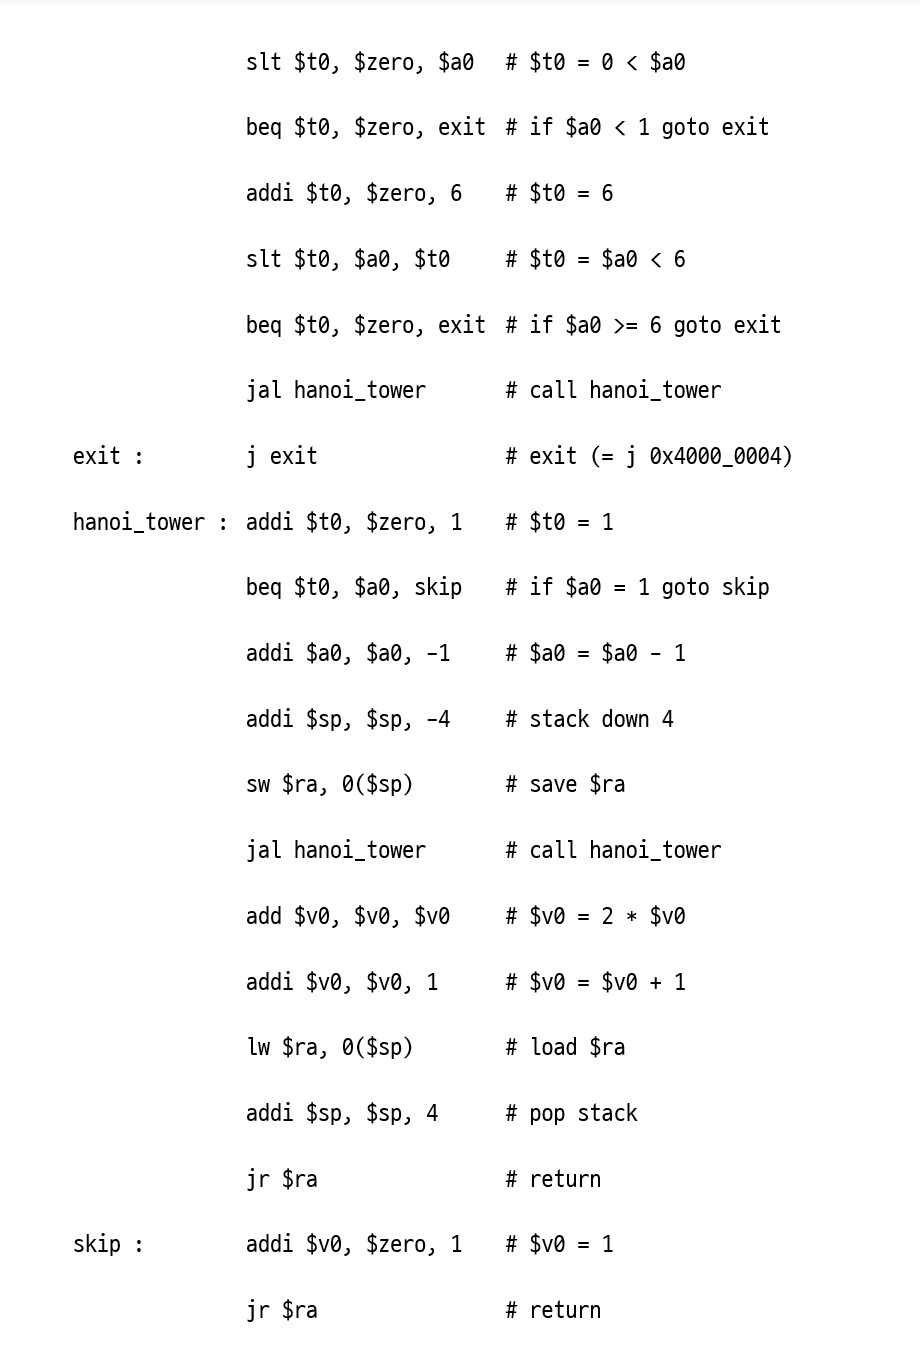 slt $t0, $zero, $a0 # $t0 = 0 < $a0
beq $t0, $zero, exit # if $a0 < 1 goto exit
addi $t0, $zero, 6 # $t0 = 6
slt $t0, $a0, $t0 # $t0 = $a0 < 6
beq $t0, $zero, exit # if $a0 >= 6 goto exit
jal hanoi_tower # call hanoi_tower
exit : j exit # exit (= j 0x4000_0004)
hanoi_tower : addi $t0, $zero, 1 # $t0 = 1
beq $t0, $a0, skip # if $a0 = 1 goto skip
addi $a0, $a0, -1 # $a0 = $a0 - 1
addi $sp, $sp, -4 # stack down 4
sw $ra, 0($sp) # save $ra
jal hanoi_tower # call hanoi_tower
add $v0, $v0, $v0 # $v0 = 2 * $v0
addi $v0, $v0, 1 # $v0 = $v0 + 1
lw $ra, 0($sp) # load $ra
addi $sp, $sp, 4 # pop stack
jr $ra # return
skip : addi $v0, $zero, 1 # $v0 = 1
jr $ra # return